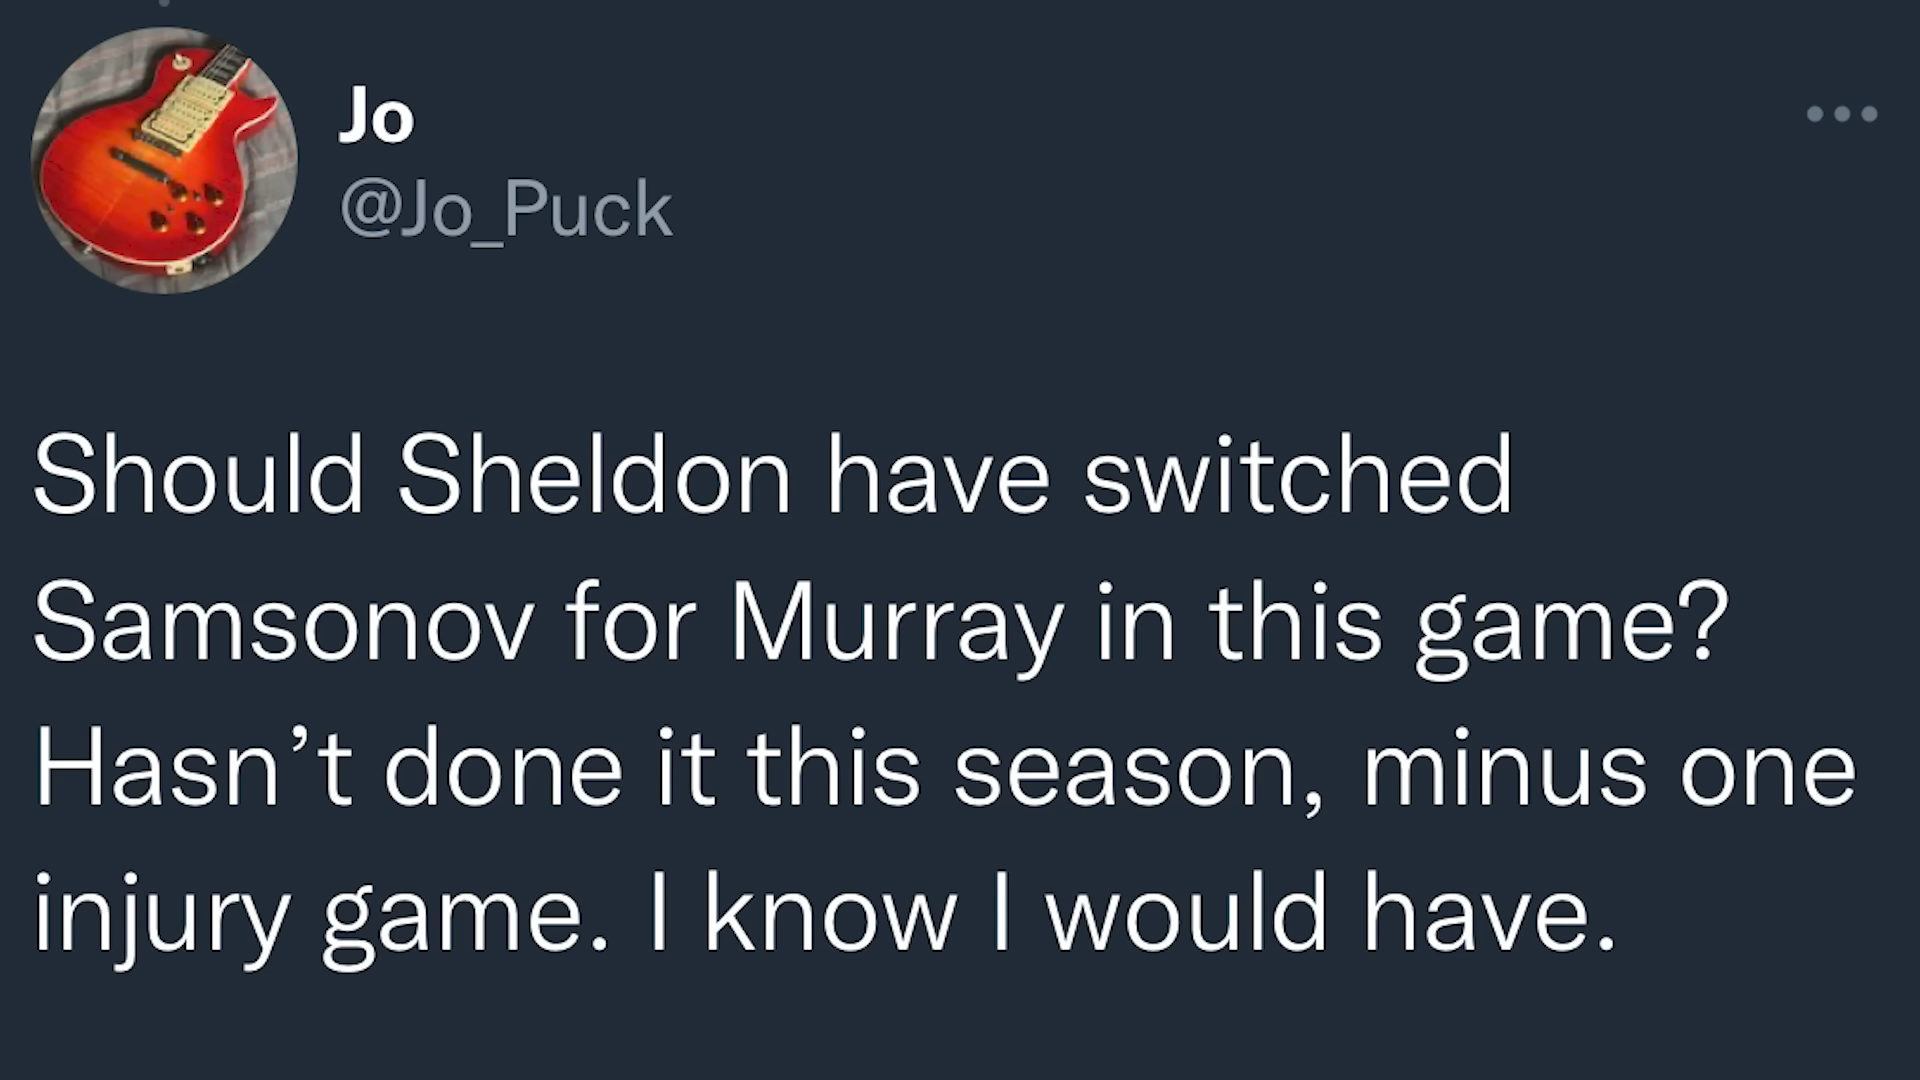 Jo
@Jo_Puck
Should Sheldon have switched
Samsonov for Murray in this game?
Hasn’t done it this season, minus one
injury game. I know I would have.